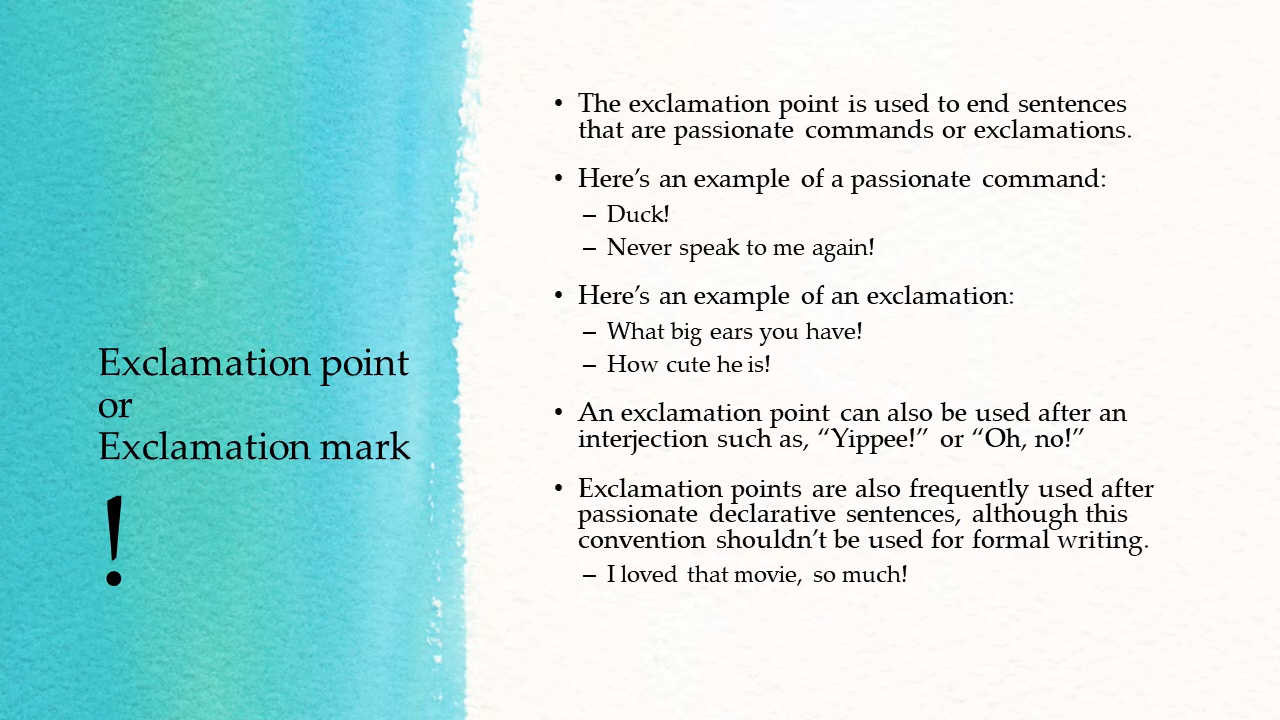 Exclamation point
or
Exclamation mark
!
• The exclamation point is used to end sentences
that are passionate commands or exclamations.
• Here’s an example of a passionate command:
– Duck!
– Never speak to me again!
• Here’s an example of an exclamation:
– What big ears you have!
– How cute he is!
• An exclamation point can also be used after an
interjection such as, “Yippee!” or “Oh, no!”
• Exclamation points are also frequently used after
passionate declarative sentences, although this
convention shouldn’t be used for formal writing.
– I loved that movie, so much!